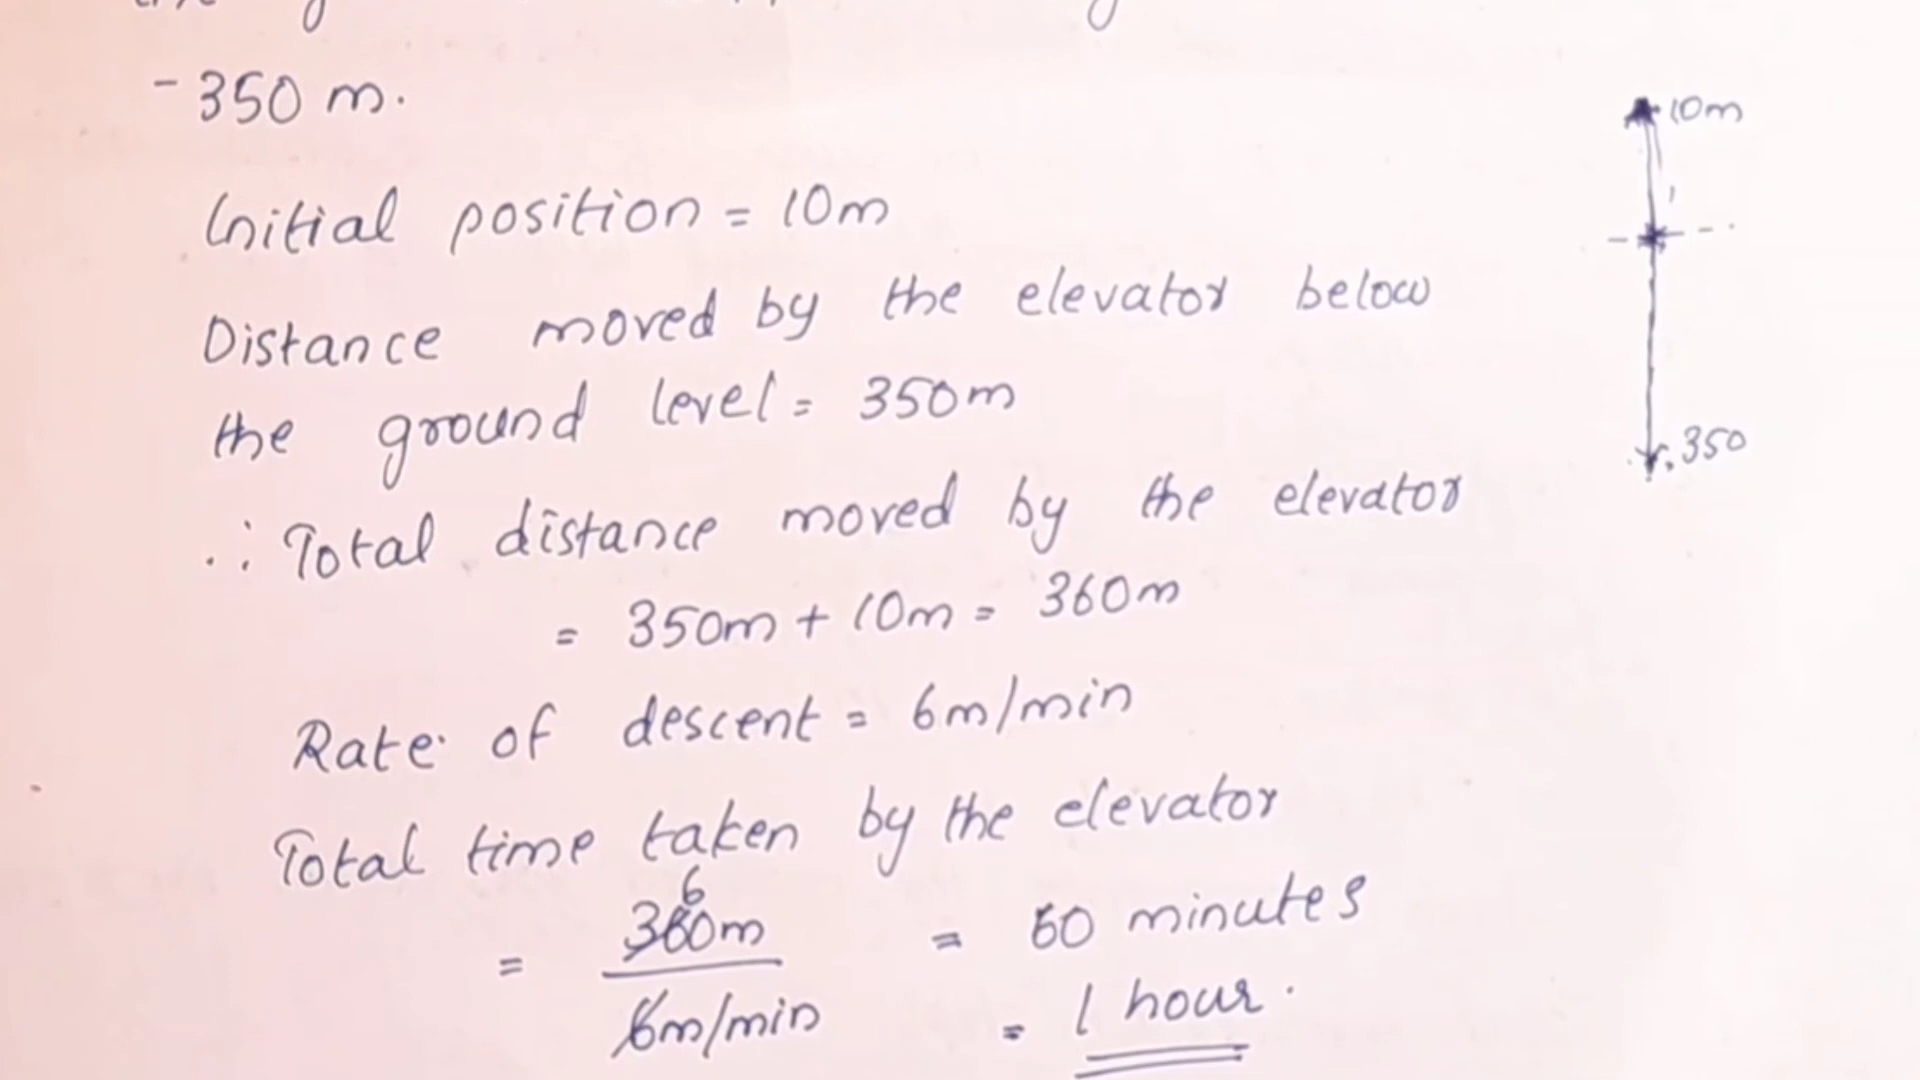 - 350 m.
10m
Initial position = 10m
Distance moved by the elevator below
the ground level = 350m
350
∴ Total distance moved by the elevator
= 350m + 10m = 360m
Rate of descent = 6m/min
Total time taken by the elevator
6
= 360m / 6m/min = 60 minutes
= 1 hour.